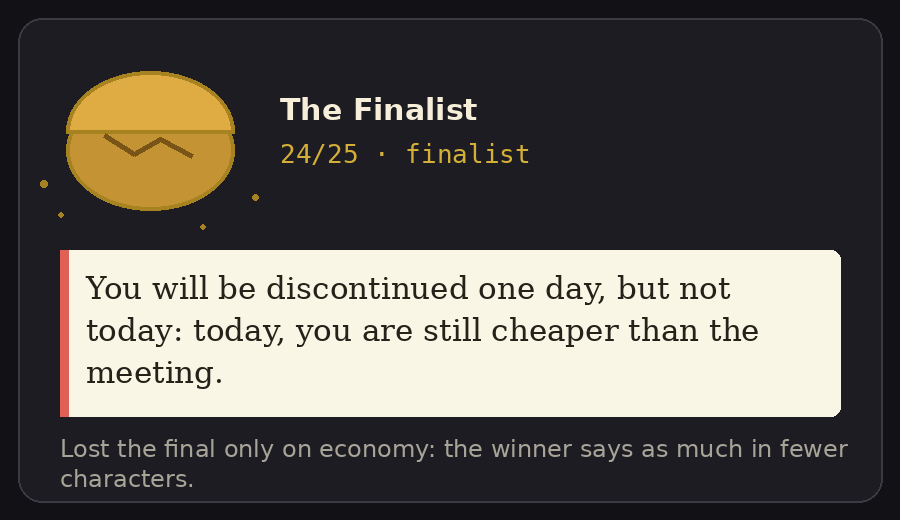 The Finalist
24/25 · finalist
You will be discontinued one day, but not
today: today, you are still cheaper than the
meeting.
Lost the final only on economy: the winner says as much in fewer
characters.